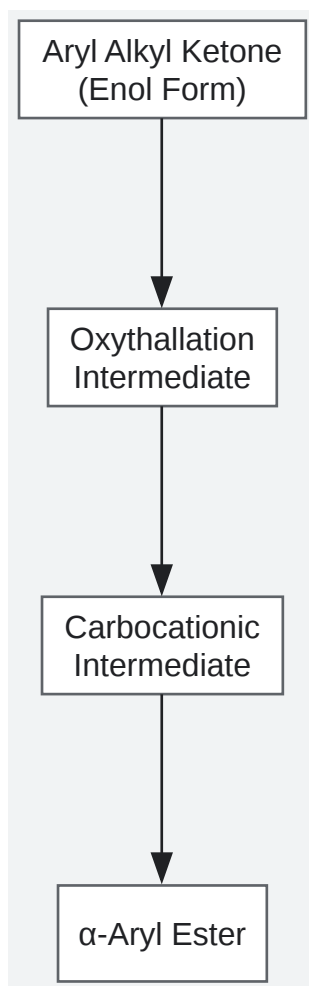 Aryl Alkyl Ketone
(Enol Form)
Oxythallation
Intermediate
Carbocationic
Intermediate
α-Aryl Ester